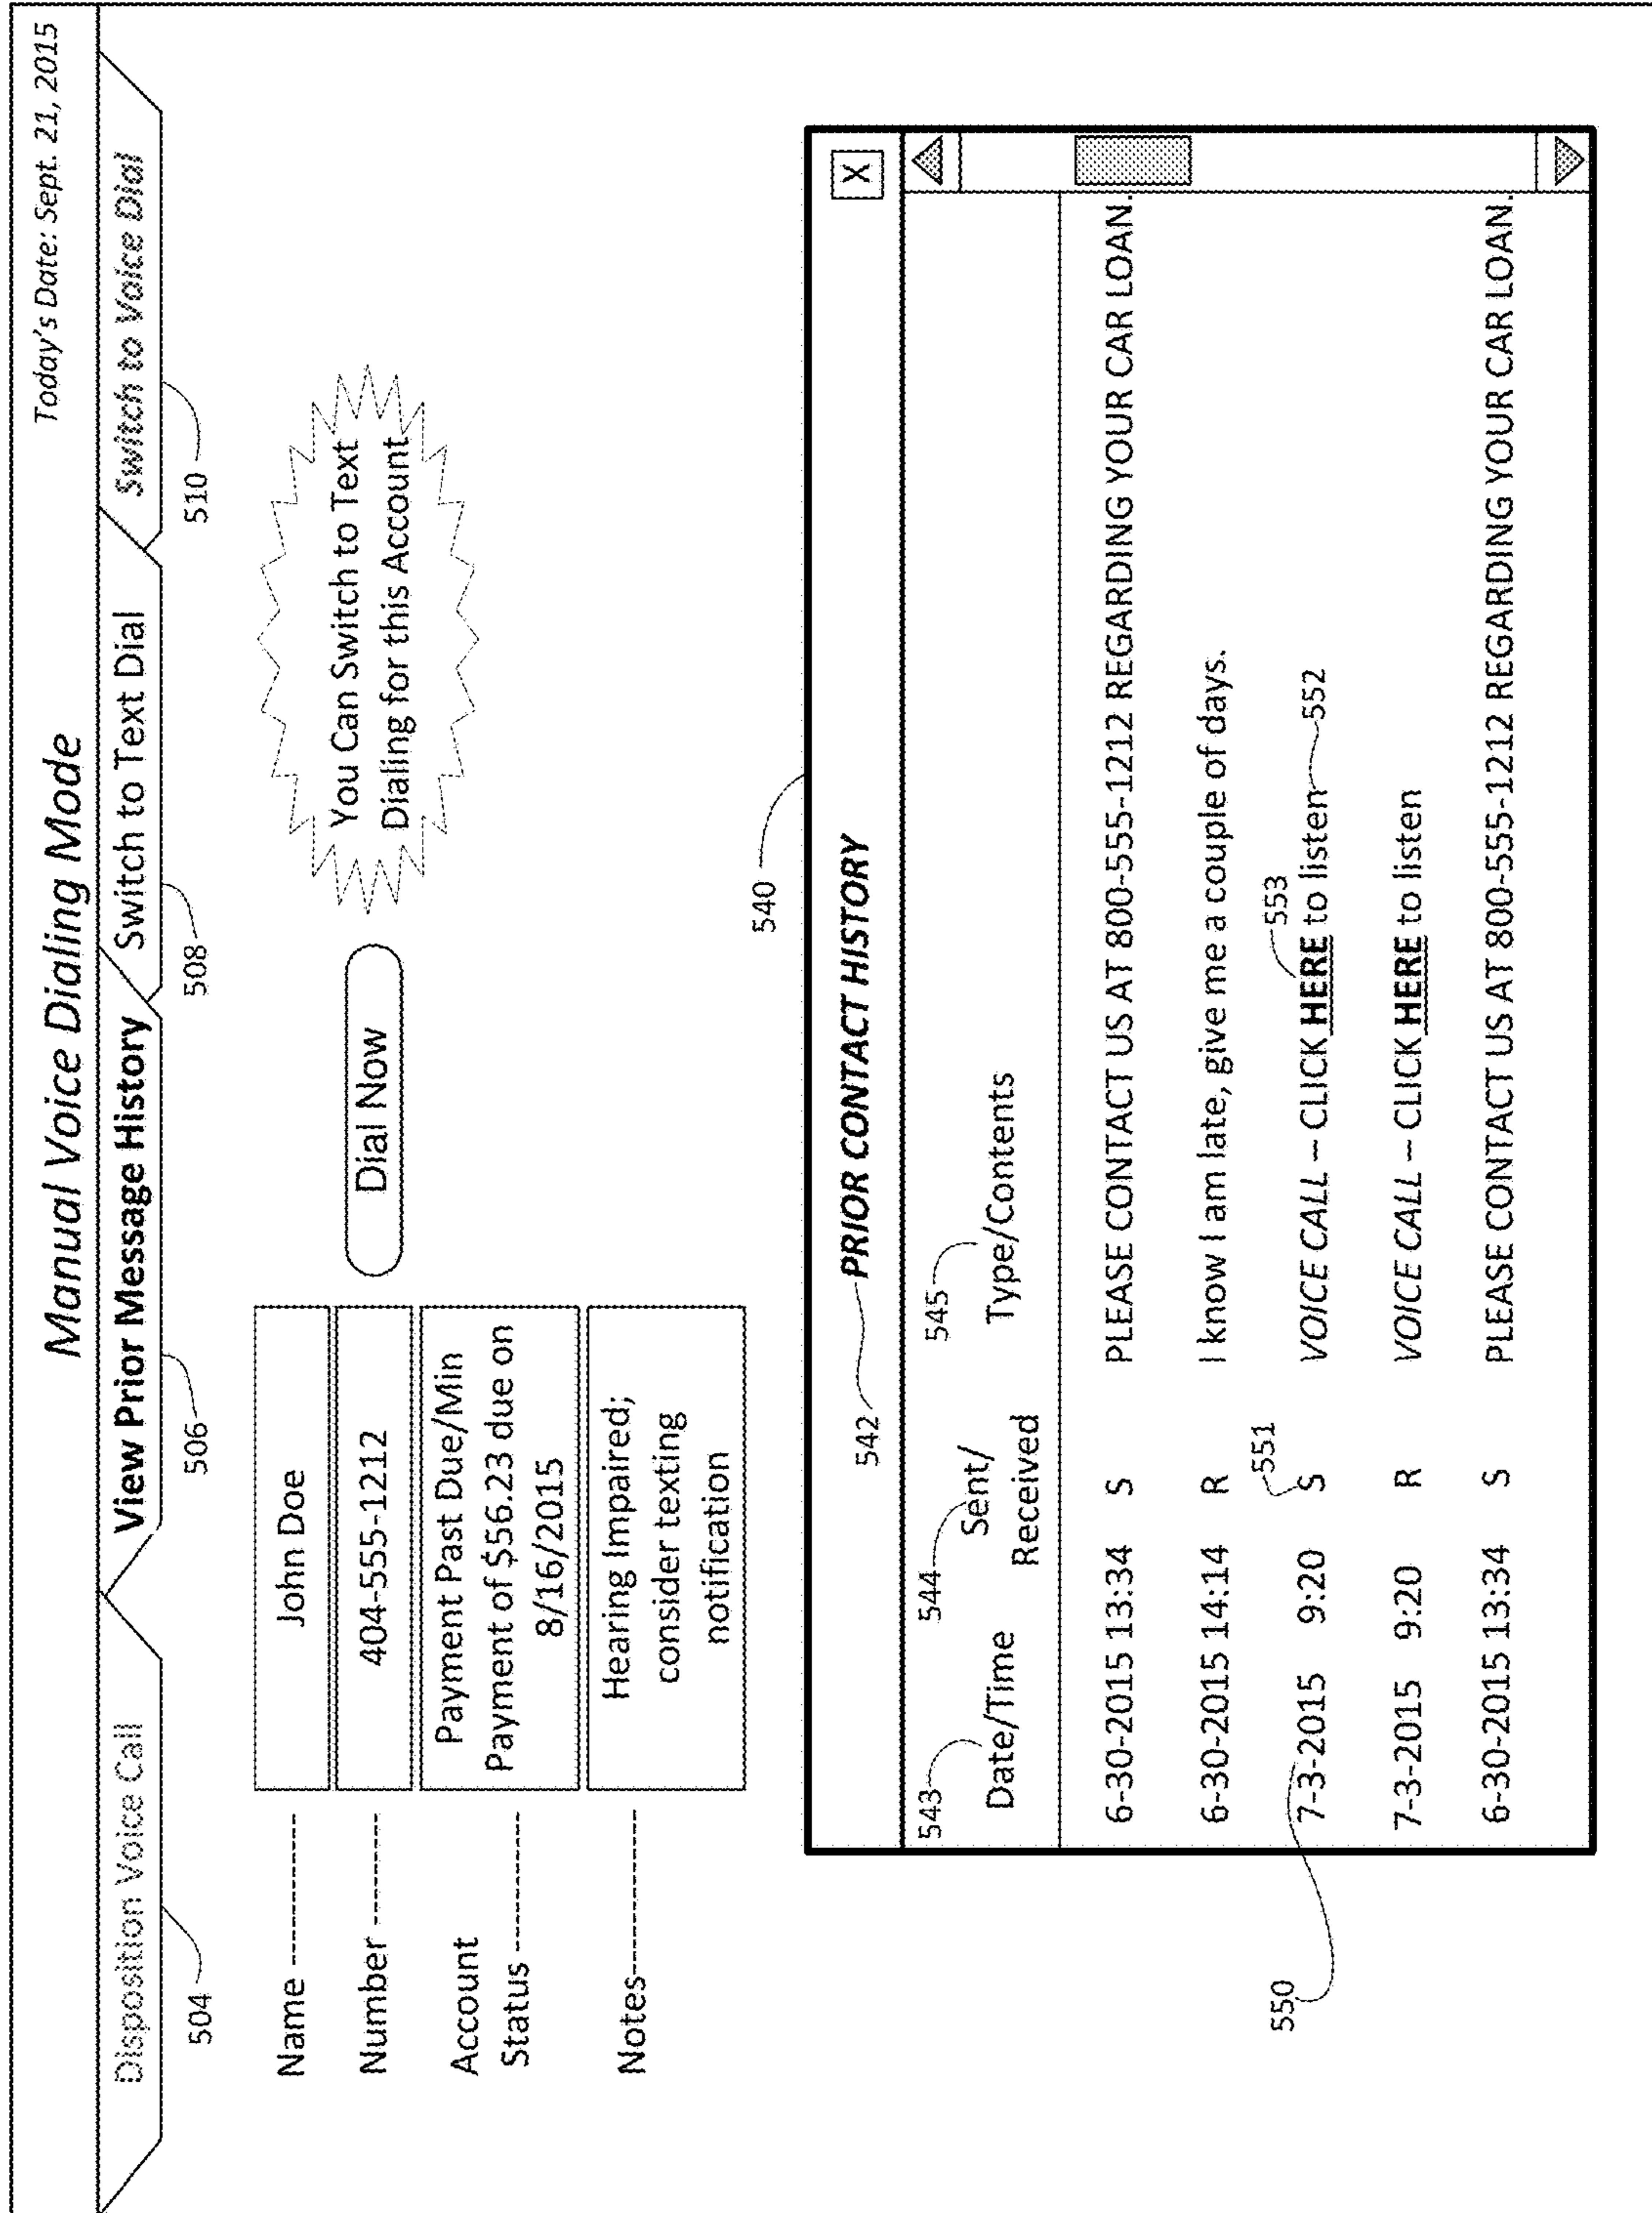 Manual Voice Dialing Mode
Today's Date: Sept. 21, 2015
Disposition Voice Call
View Prior Message History
Switch to Text Dial
Switch to Voice Dial
504
506
508
510
Name
John Doe
Number
404-555-1212
Dial Now
You Can Switch to Text
Dialing for this Account
Account
Status
Payment Past Due/Min
Payment of $56.23 due on
8/16/2015
Notes
Hearing Impaired;
consider texting
notification
540
542
PRIOR CONTACT HISTORY
X
543
544
545
Date/Time
Sent/
Received
Type/Contents
6-30-2015 13:34 S PLEASE CONTACT US AT 800-555-1212 REGARDING YOUR CAR LOAN.
6-30-2015 14:14 R I know I am late, give me a couple of days.
550
551
553
552
7-3-2015 9:20 S VOICE CALL – CLICK HERE to listen
7-3-2015 9:20 R VOICE CALL – CLICK HERE to listen
6-30-2015 13:34 S PLEASE CONTACT US AT 800-555-1212 REGARDING YOUR CAR LOAN.